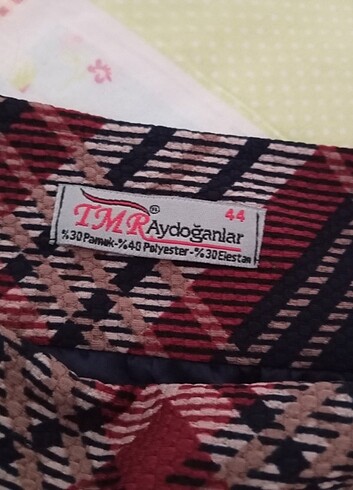 44
TMR Aydoğanlar
%30 Pamuk-%40 Polyester-%30 Elestan